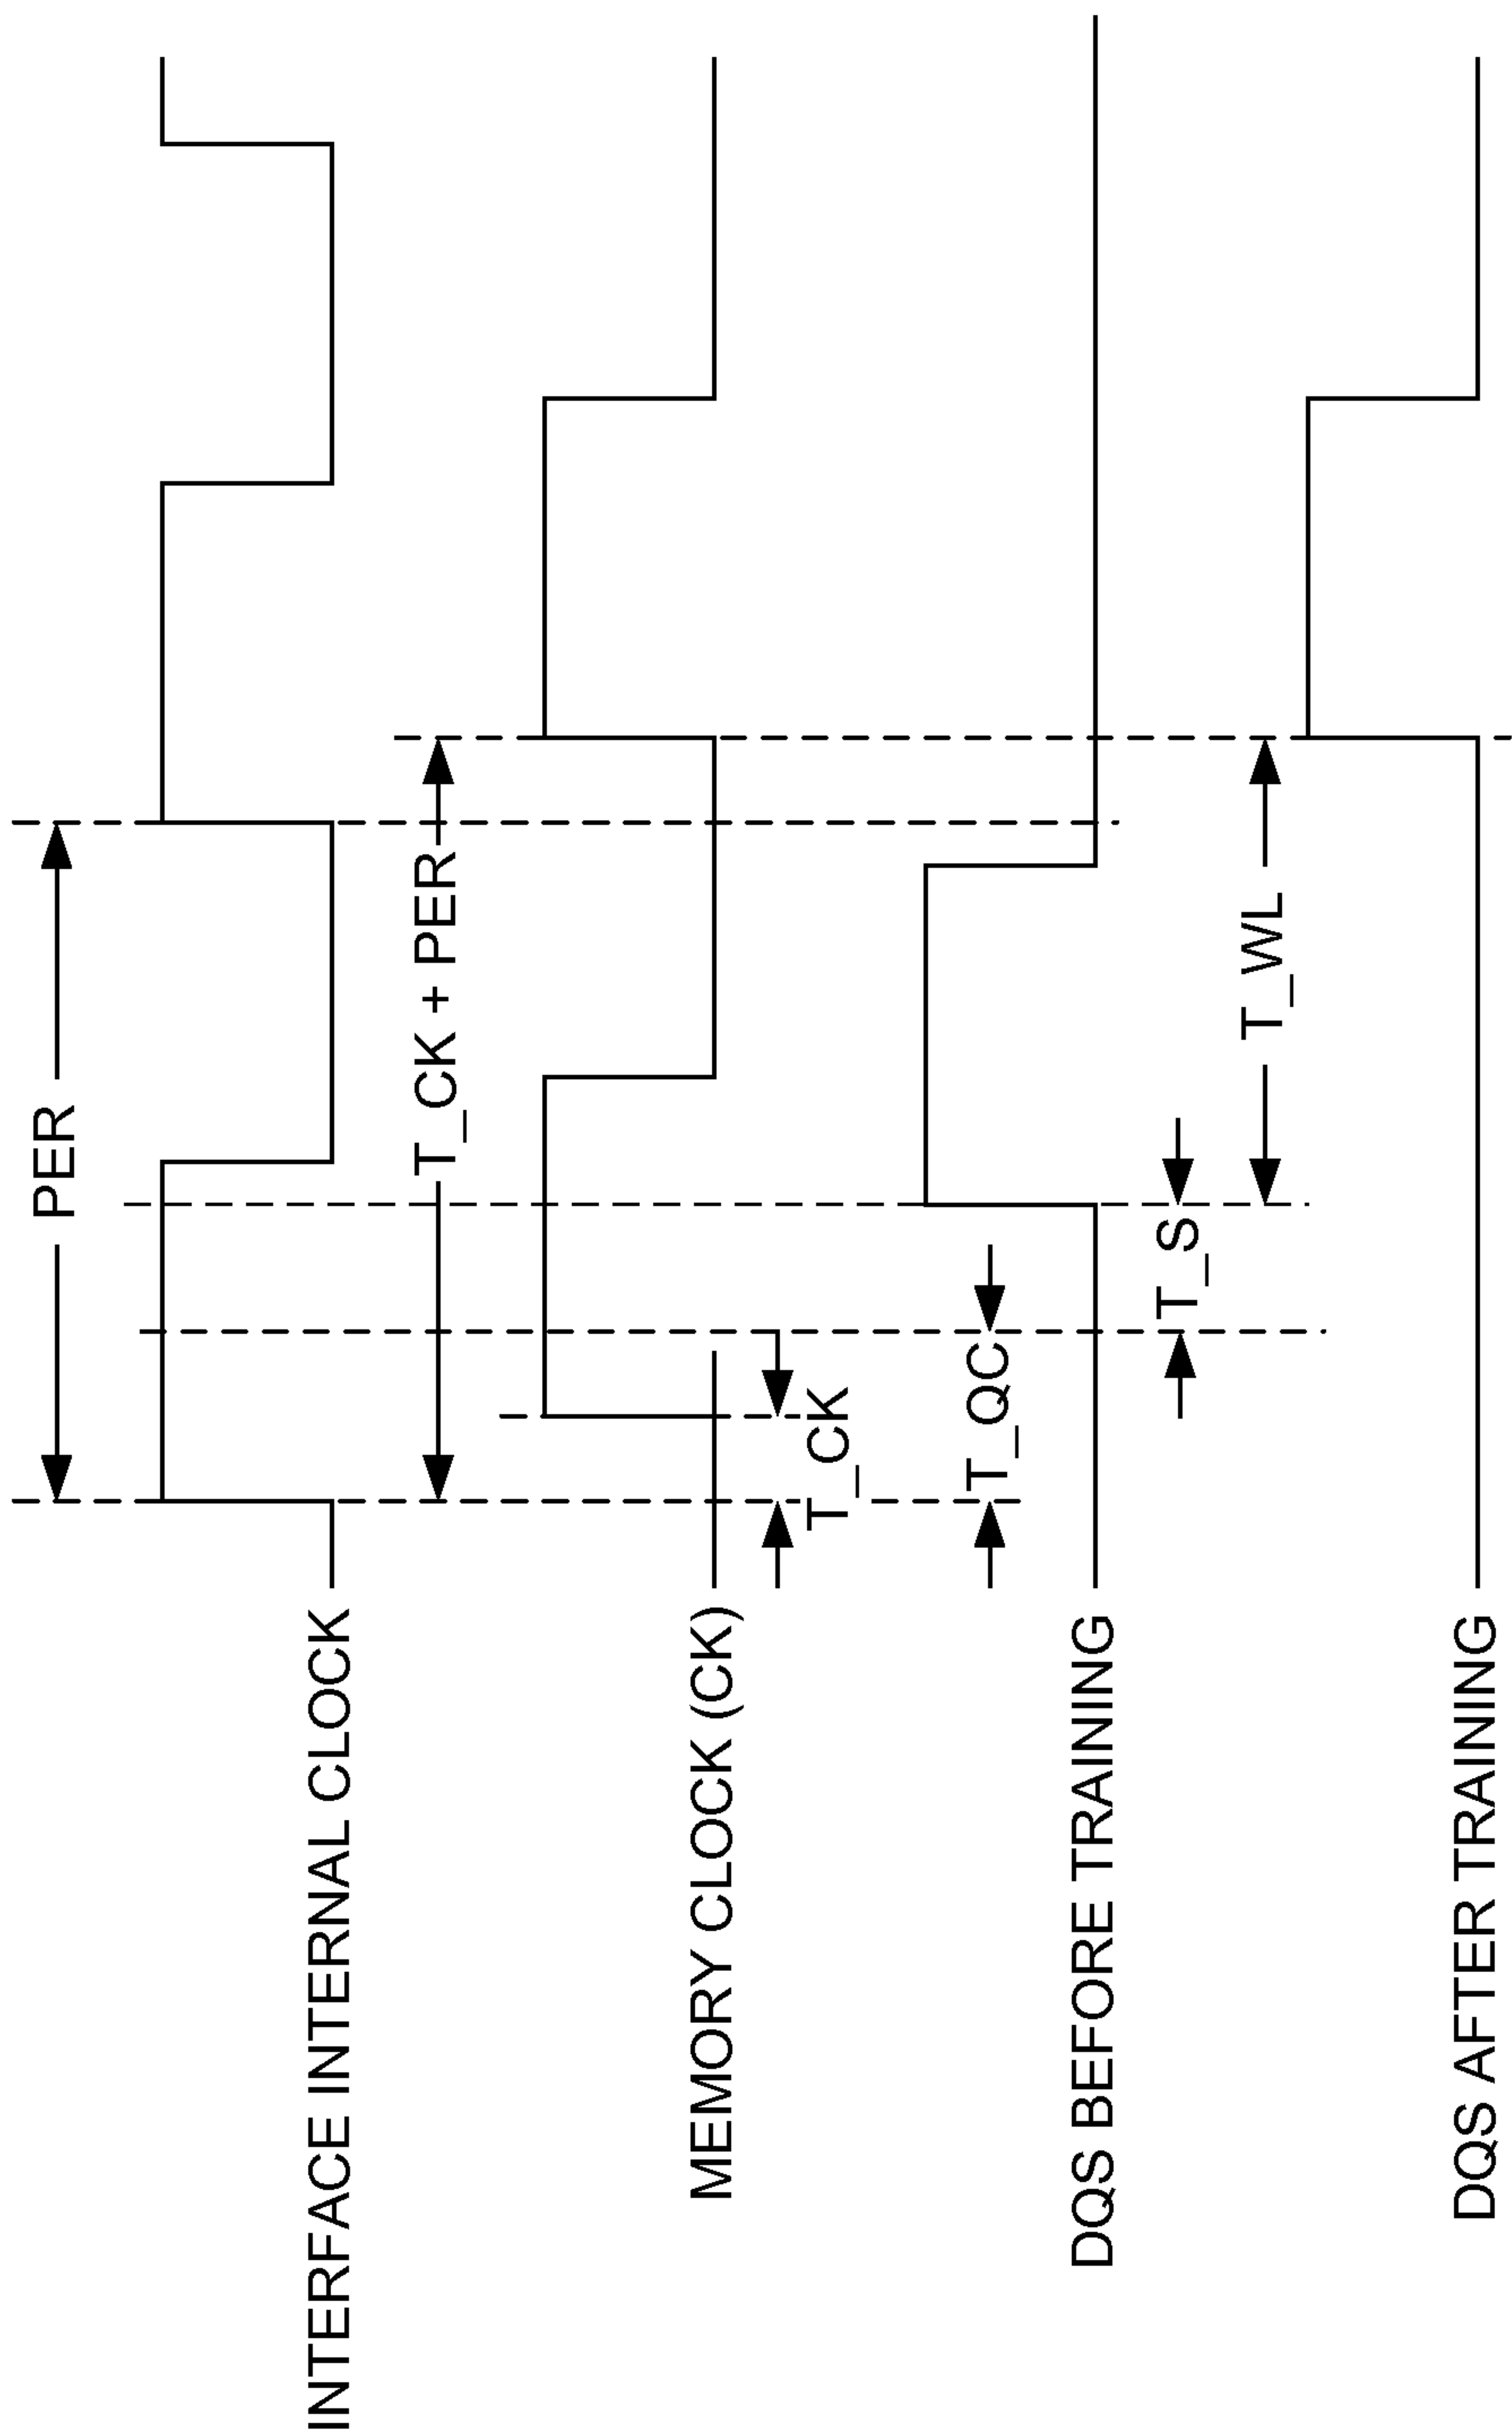 PER
INTERFACE INTERNAL CLOCK
T_CK + PER
MEMORY CLOCK (CK)
T_CK
T_QC
DQS BEFORE TRAINING
T_S
T_WL
DQS AFTER TRAINING